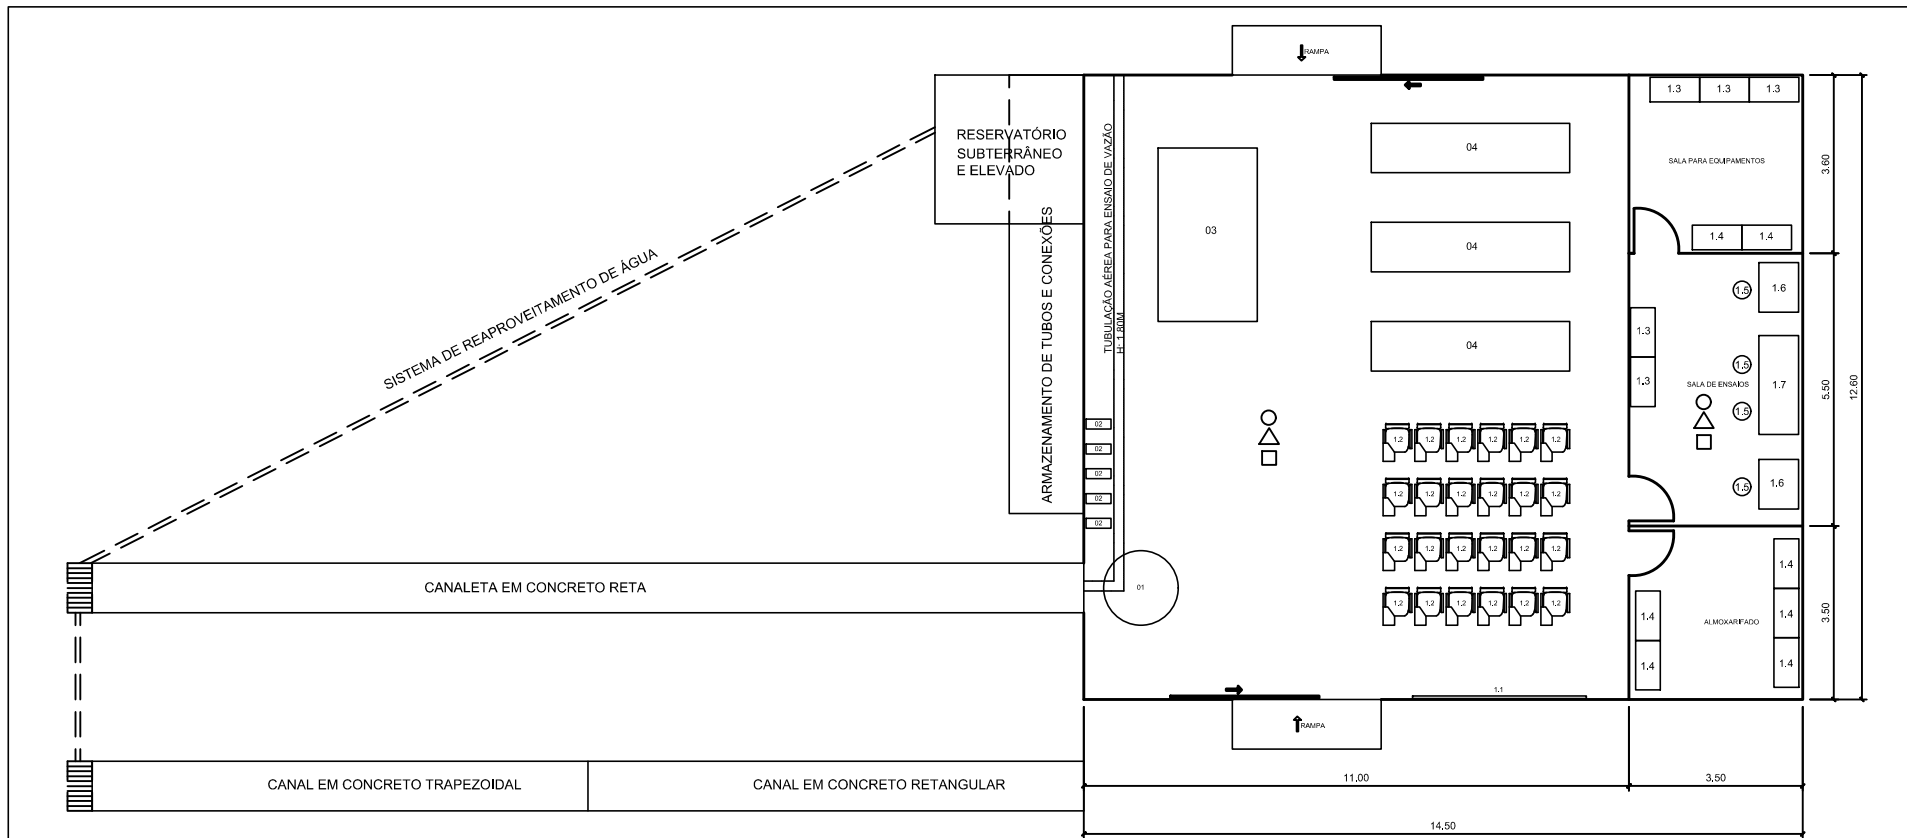 RAMPA
1.3 1.3 1.3
RESERVATÓRIO
SUBTERRÂNEO
E ELEVADO
TUBULAÇÃO AÉREA PARA ENSAIO DE VAZÃO
H: 1.80M
ARMAZENAMENTO DE TUBOS E CONEXÕES
SISTEMA DE REAPROVEITAMENTO DE ÁGUA
03
04
04
04
SALA PARA EQUIPAMENTOS
1.4 1.4
3.60
1.5 1.6
1.3
1.3
1.5
1.7
SALA DE ENSAIOS
1.5
1.5 1.6
5.50
12.60
02
02
02
02
02
1.2 1.2 1.2 1.2 1.2 1.2
1.2 1.2 1.2 1.2 1.2 1.2
1.2 1.2 1.2 1.2 1.2 1.2
1.2 1.2 1.2 1.2 1.2 1.2
01
CANALETA EM CONCRETO RETA
1.4
1.4
1.4
1.4
1.4
ALMOXARIFADO
3.50
1.1
RAMPA
CANAL EM CONCRETO TRAPEZOIDAL
CANAL EM CONCRETO RETANGULAR
11.00
3.50
14.50